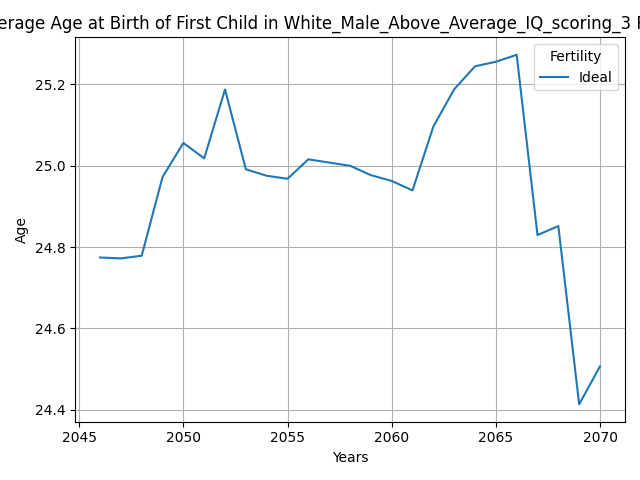 erage Age at Birth of First Child in White_Male_Above_Average_IQ_scoring_3
Fertility
Ideal
25.2
25.0
24.8
24.6
24.4
Age
2045
2050
2055
2060
2065
2070
Years